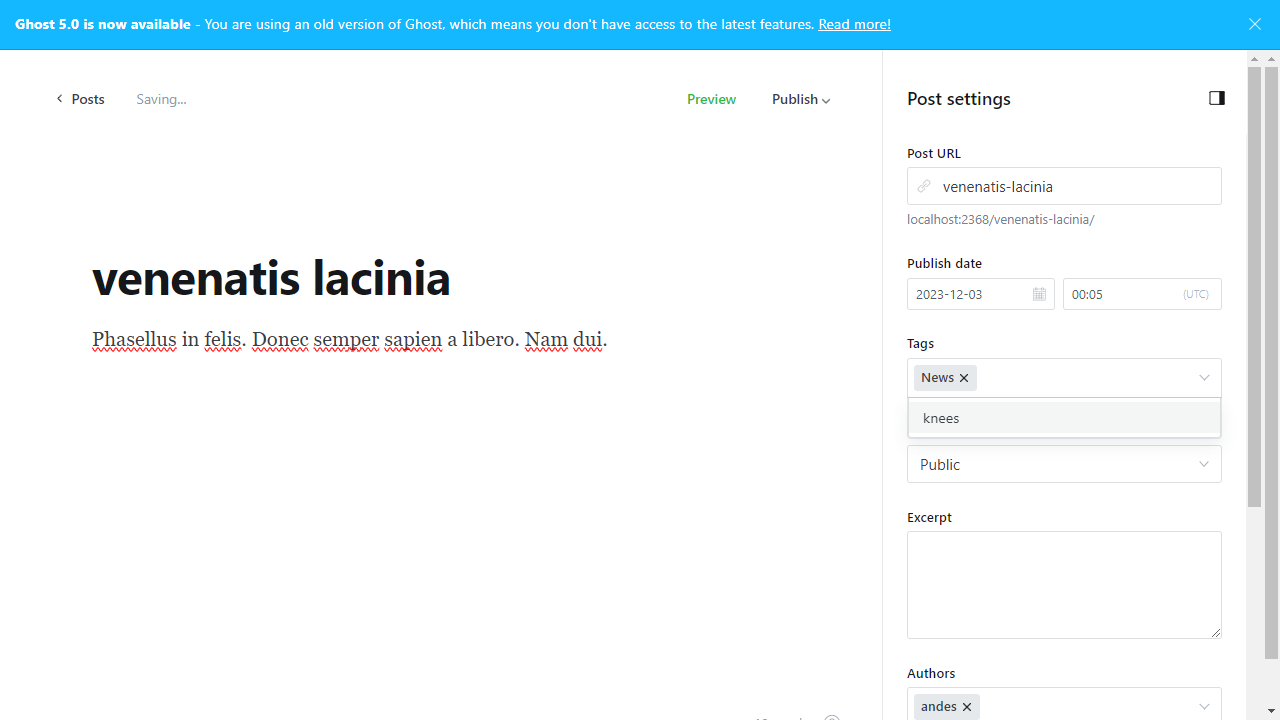 Ghost 5.0 is now available - You are using an old version of Ghost, which means you don't have access to the latest features. Read more!
Posts
Saving...
Preview
Publish
Post settings
Post URL
venenatis-lacinia
localhost:2368/venenatis-lacinia/
venenatis lacinia
Phasellus in felis. Donec semper sapien a libero. Nam dui.
Publish date
2023-12-03
00:05
(UTC)
Tags
News
knees
Public
Excerpt
Authors
andes